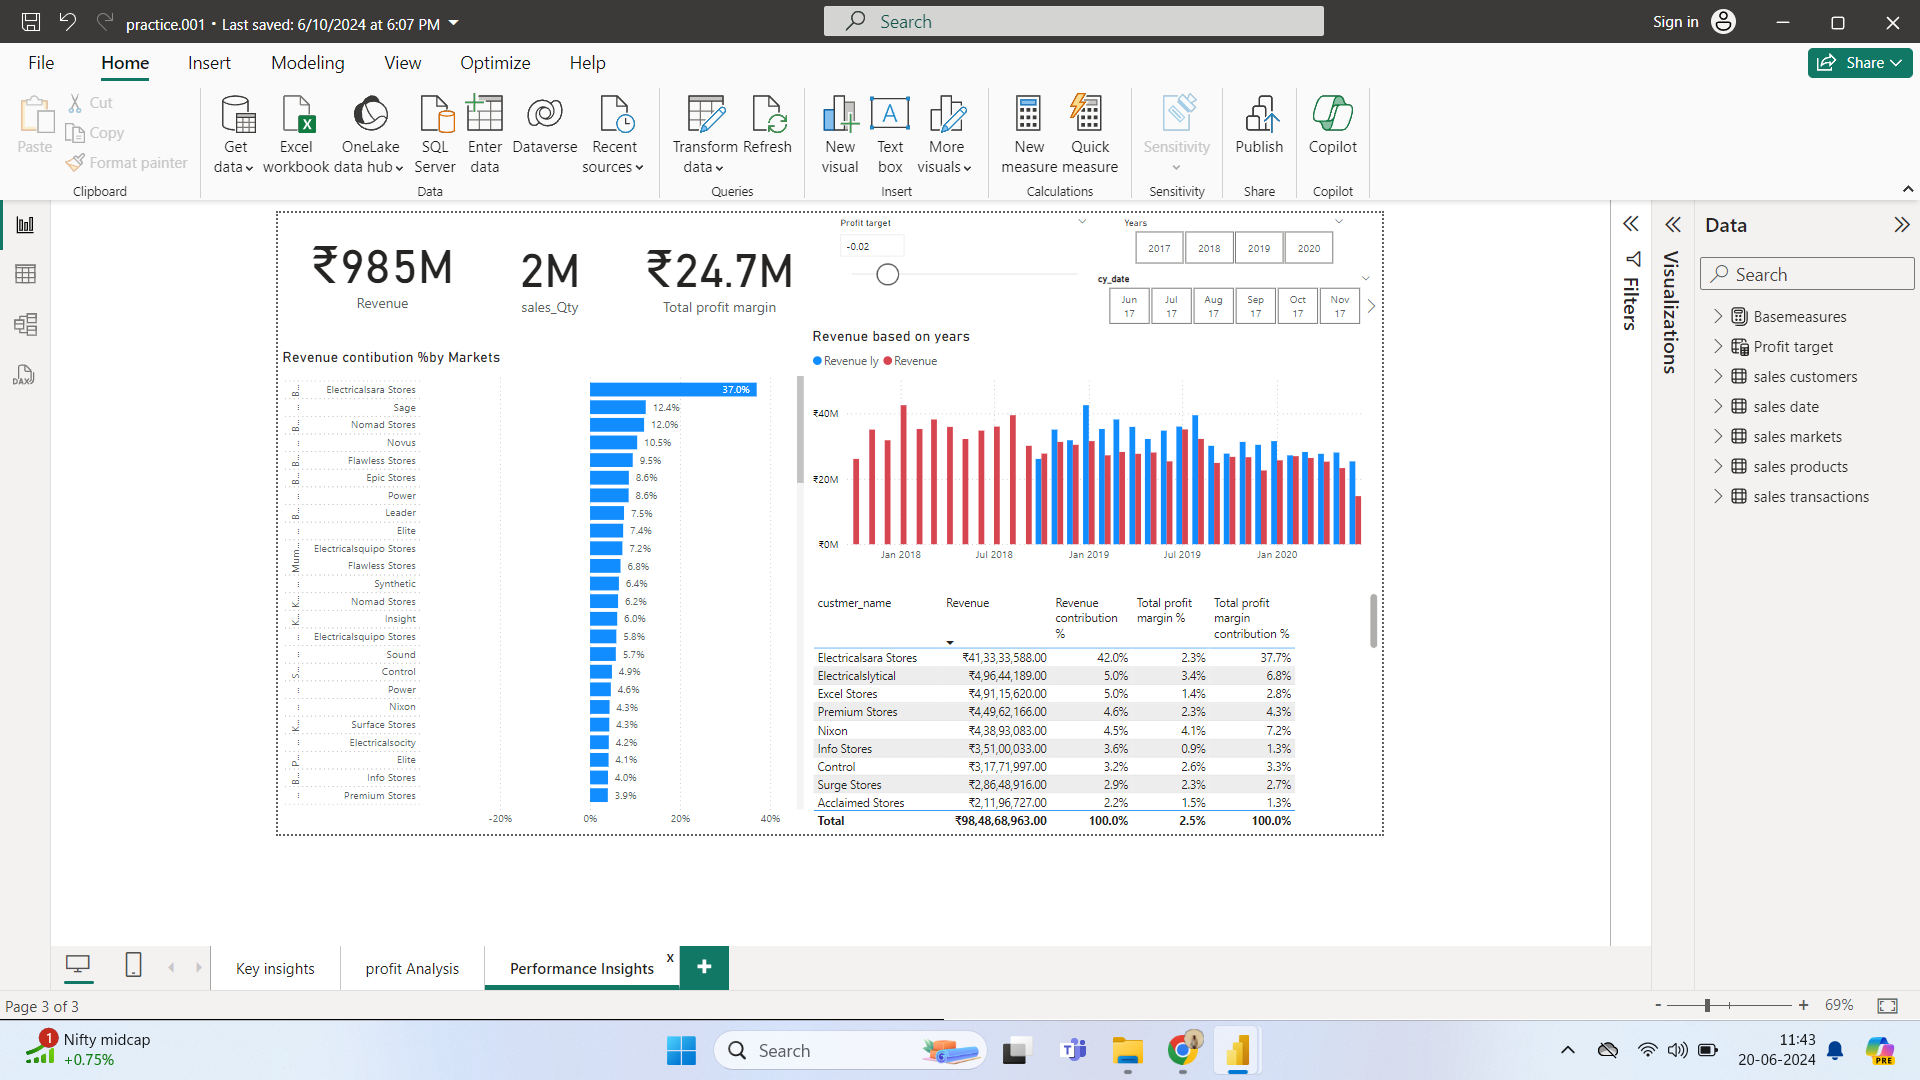 practice.001 • Last saved: 6/10/2024 at 6:07 PM
Search
Sign in
File
Home
Insert
Modeling
View
Optimize
Help
Share
Paste
Cut
Copy
Format painter
Clipboard
Get data
Excel workbook
OneLake data hub
SQL Server
Enter data
Dataverse
Recent sources
Data
Transform data
Refresh
Queries
New visual
Text box
More visuals
Insert
New measure
Quick measure
Calculations
Sensitivity
Sensitivity
Publish
Share
Copilot
Copilot
DAX
₹985M
Revenue
2M
sales_Qty
₹24.7M
Total profit margin
Profit target
-0.02
Years
2017 2018 2019 2020
cy_date
Jun 17
Jul 17
Aug 17
Sep 17
Oct 17
Nov 17
Revenue contibution %by Markets
B... Electricalsara Stores 37.0%
Sage 12.4%
B... Nomad Stores 12.0%
Novus 10.5%
B... Flawless Stores 9.5%
B... Epic Stores 8.6%
Power 8.6%
B... Leader 7.5%
Elite 7.4%
Mum... Electricalsquipo Stores 7.2%
Flawless Stores 6.8%
Synthetic 6.4%
K... Nomad Stores 6.2%
K... Insight 6.0%
Electricalsquipo Stores 5.8%
Sound 5.7%
S... Control 4.9%
Power 4.6%
Nixon 4.3%
K... Surface Stores 4.3%
Electricalsocity 4.2%
P... Elite 4.1%
B... Info Stores 4.0%
Premium Stores 3.9%
-20% 0% 20% 40%
Revenue based on years
Revenue ly Revenue
₹40M
₹20M
₹0M
Jan 2018 Jul 2018 Jan 2019 Jul 2019 Jan 2020
custmer_name Revenue Revenue contribution % Total profit margin % Total profit margin contribution %
Electricalsara Stores ₹41,33,33,588.00 42.0% 2.3% 37.7%
Electricalslytical ₹4,96,44,189.00 5.0% 3.4% 6.8%
Excel Stores ₹4,91,15,620.00 5.0% 1.4% 2.8%
Premium Stores ₹4,49,62,166.00 4.6% 2.3% 4.3%
Nixon ₹4,38,93,083.00 4.5% 4.1% 7.2%
Info Stores ₹3,51,00,033.00 3.6% 0.9% 1.3%
Control ₹3,17,71,997.00 3.2% 2.6% 3.3%
Surge Stores ₹2,86,48,916.00 2.9% 2.3% 2.7%
Acclaimed Stores ₹2,11,96,727.00 2.2% 1.5% 1.3%
Total ₹98,48,68,963.00 100.0% 2.5% 100.0%
Filters
Visualizations
Data
Search
Basemeasures
Profit target
sales customers
sales date
sales markets
sales products
sales transactions
Key insights
profit Analysis
Performance Insights
x
+
Page 3 of 3
- + 69%
1
Nifty midcap
+0.75%
Search
11:43
20-06-2024
PRE